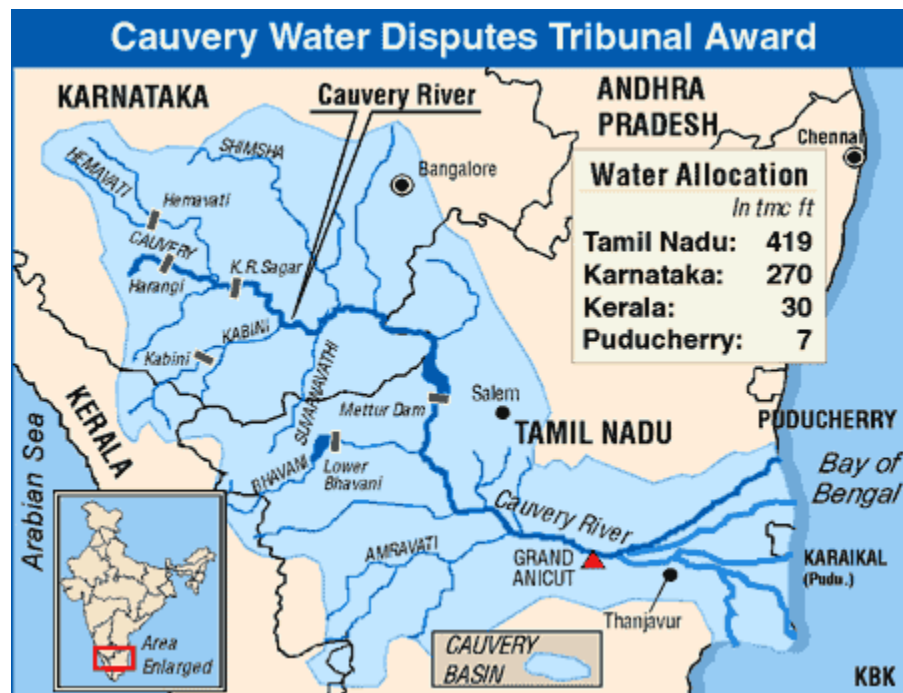 Cauvery Water Disputes Tribunal Award
KARNATAKA
Cauvery River
ANDHRA
PRADESH
Chennai
SHIMSHA
HEMAVATI
Bangalore
Hemavati
Water Allocation
In tmc ft
Tamil Nadu: 419
Karnataka: 270
Kerala: 30
Puducherry: 7
CAUVERY
K.R.Sagar
Harangi
KABINI
Kabini
SUVARNAVATHI
Mettur Dam
Salem
KERALA
TAMIL NADU
PUDUCHERRY
Arabian Sea
BHAVANI
Lower
Bhavani
Bay of
Bengal
Cauvery River
AMRAVATI
GRAND
ANICUT
KARAIKAL
(Pudu.)
Thanjavur
Area
Enlarged
CAUVERY
BASIN
KBK